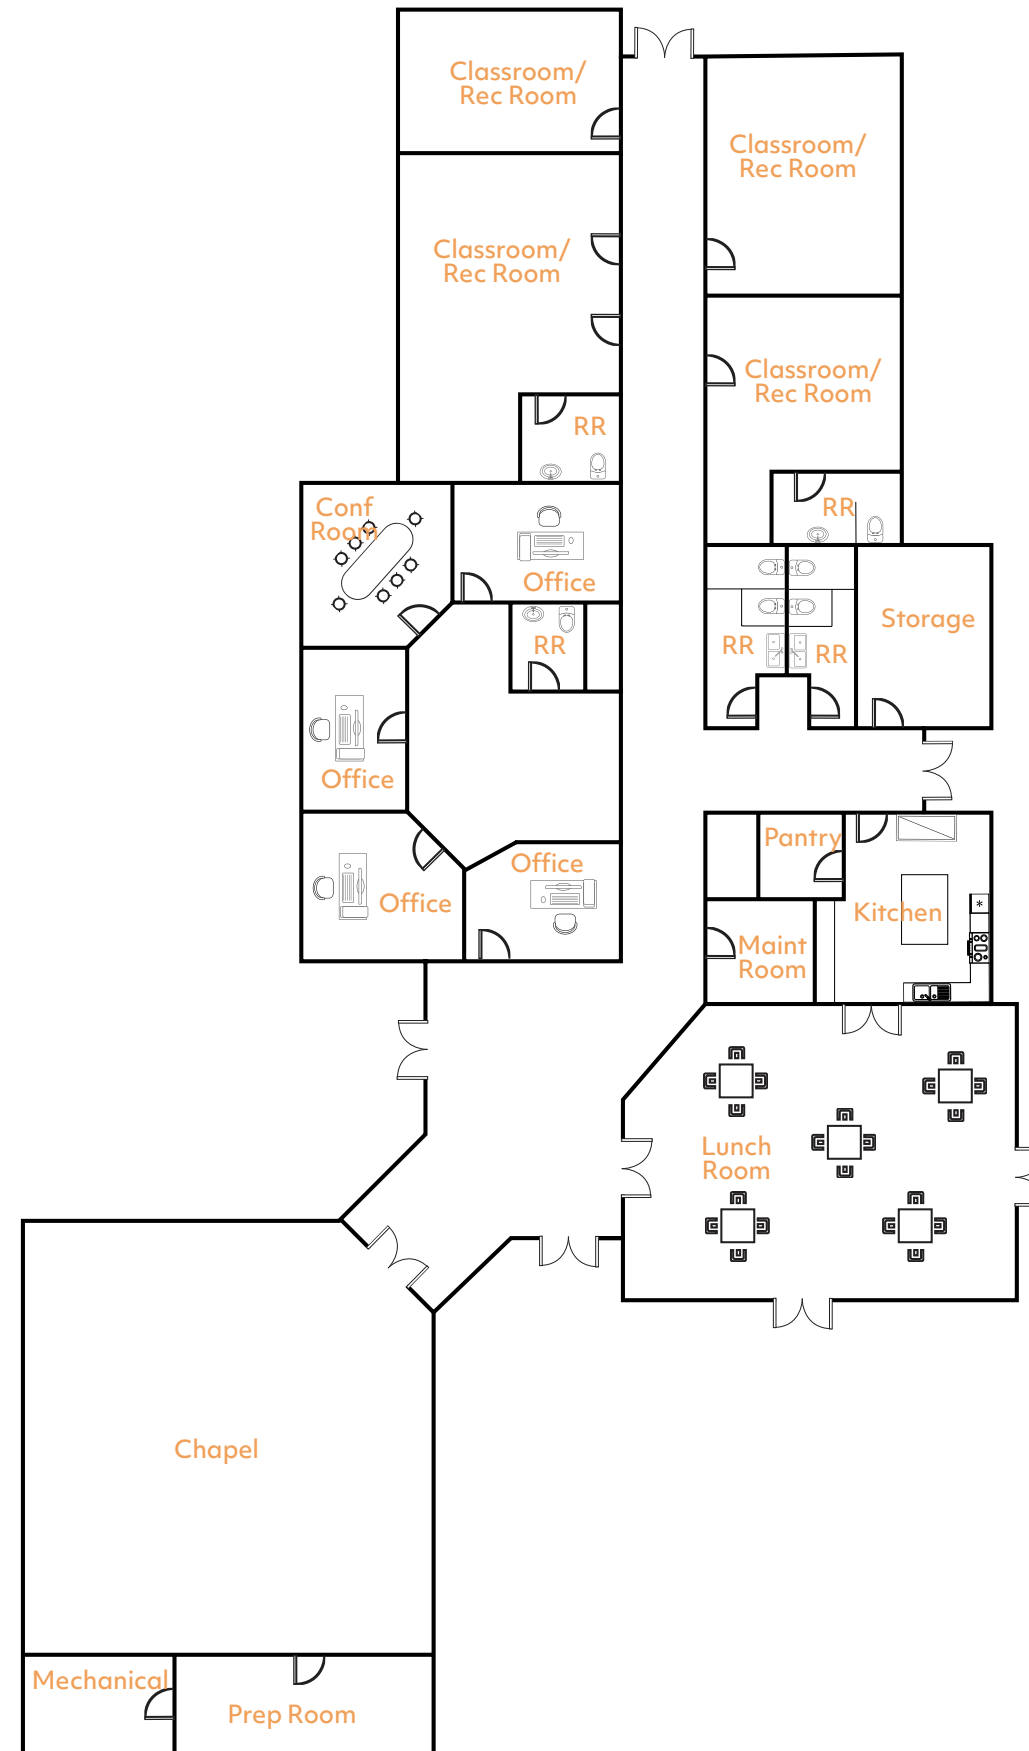 Classroom/
Rec Room
Classroom/
Rec Room
Classroom/
Rec Room
Classroom/
Rec Room
RR
RR
Conf
Room
Office
RR
RR
RR
Storage
Office
Office
Office
Pantry
Kitchen
Maint
Room
Lunch
Room
Chapel
Mechanical
Prep Room